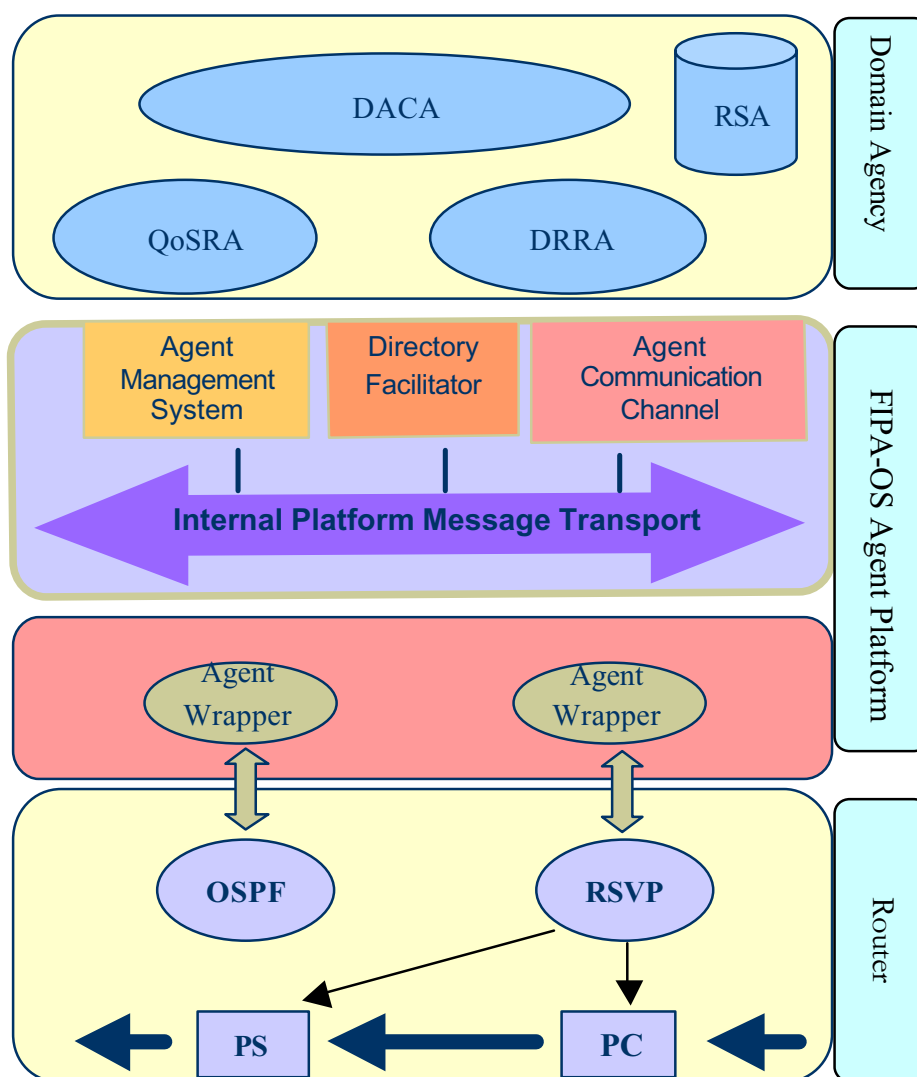 DACA
RSA
QoSRA
DRRA
Domain Agency
Agent
Management
System
Directory
Facilitator
Agent
Communication
Channel
Internal Platform Message Transport
FIPA-OS Agent Platform
Agent
Wrapper
Agent
Wrapper
OSPF
RSVP
PS
PC
Router